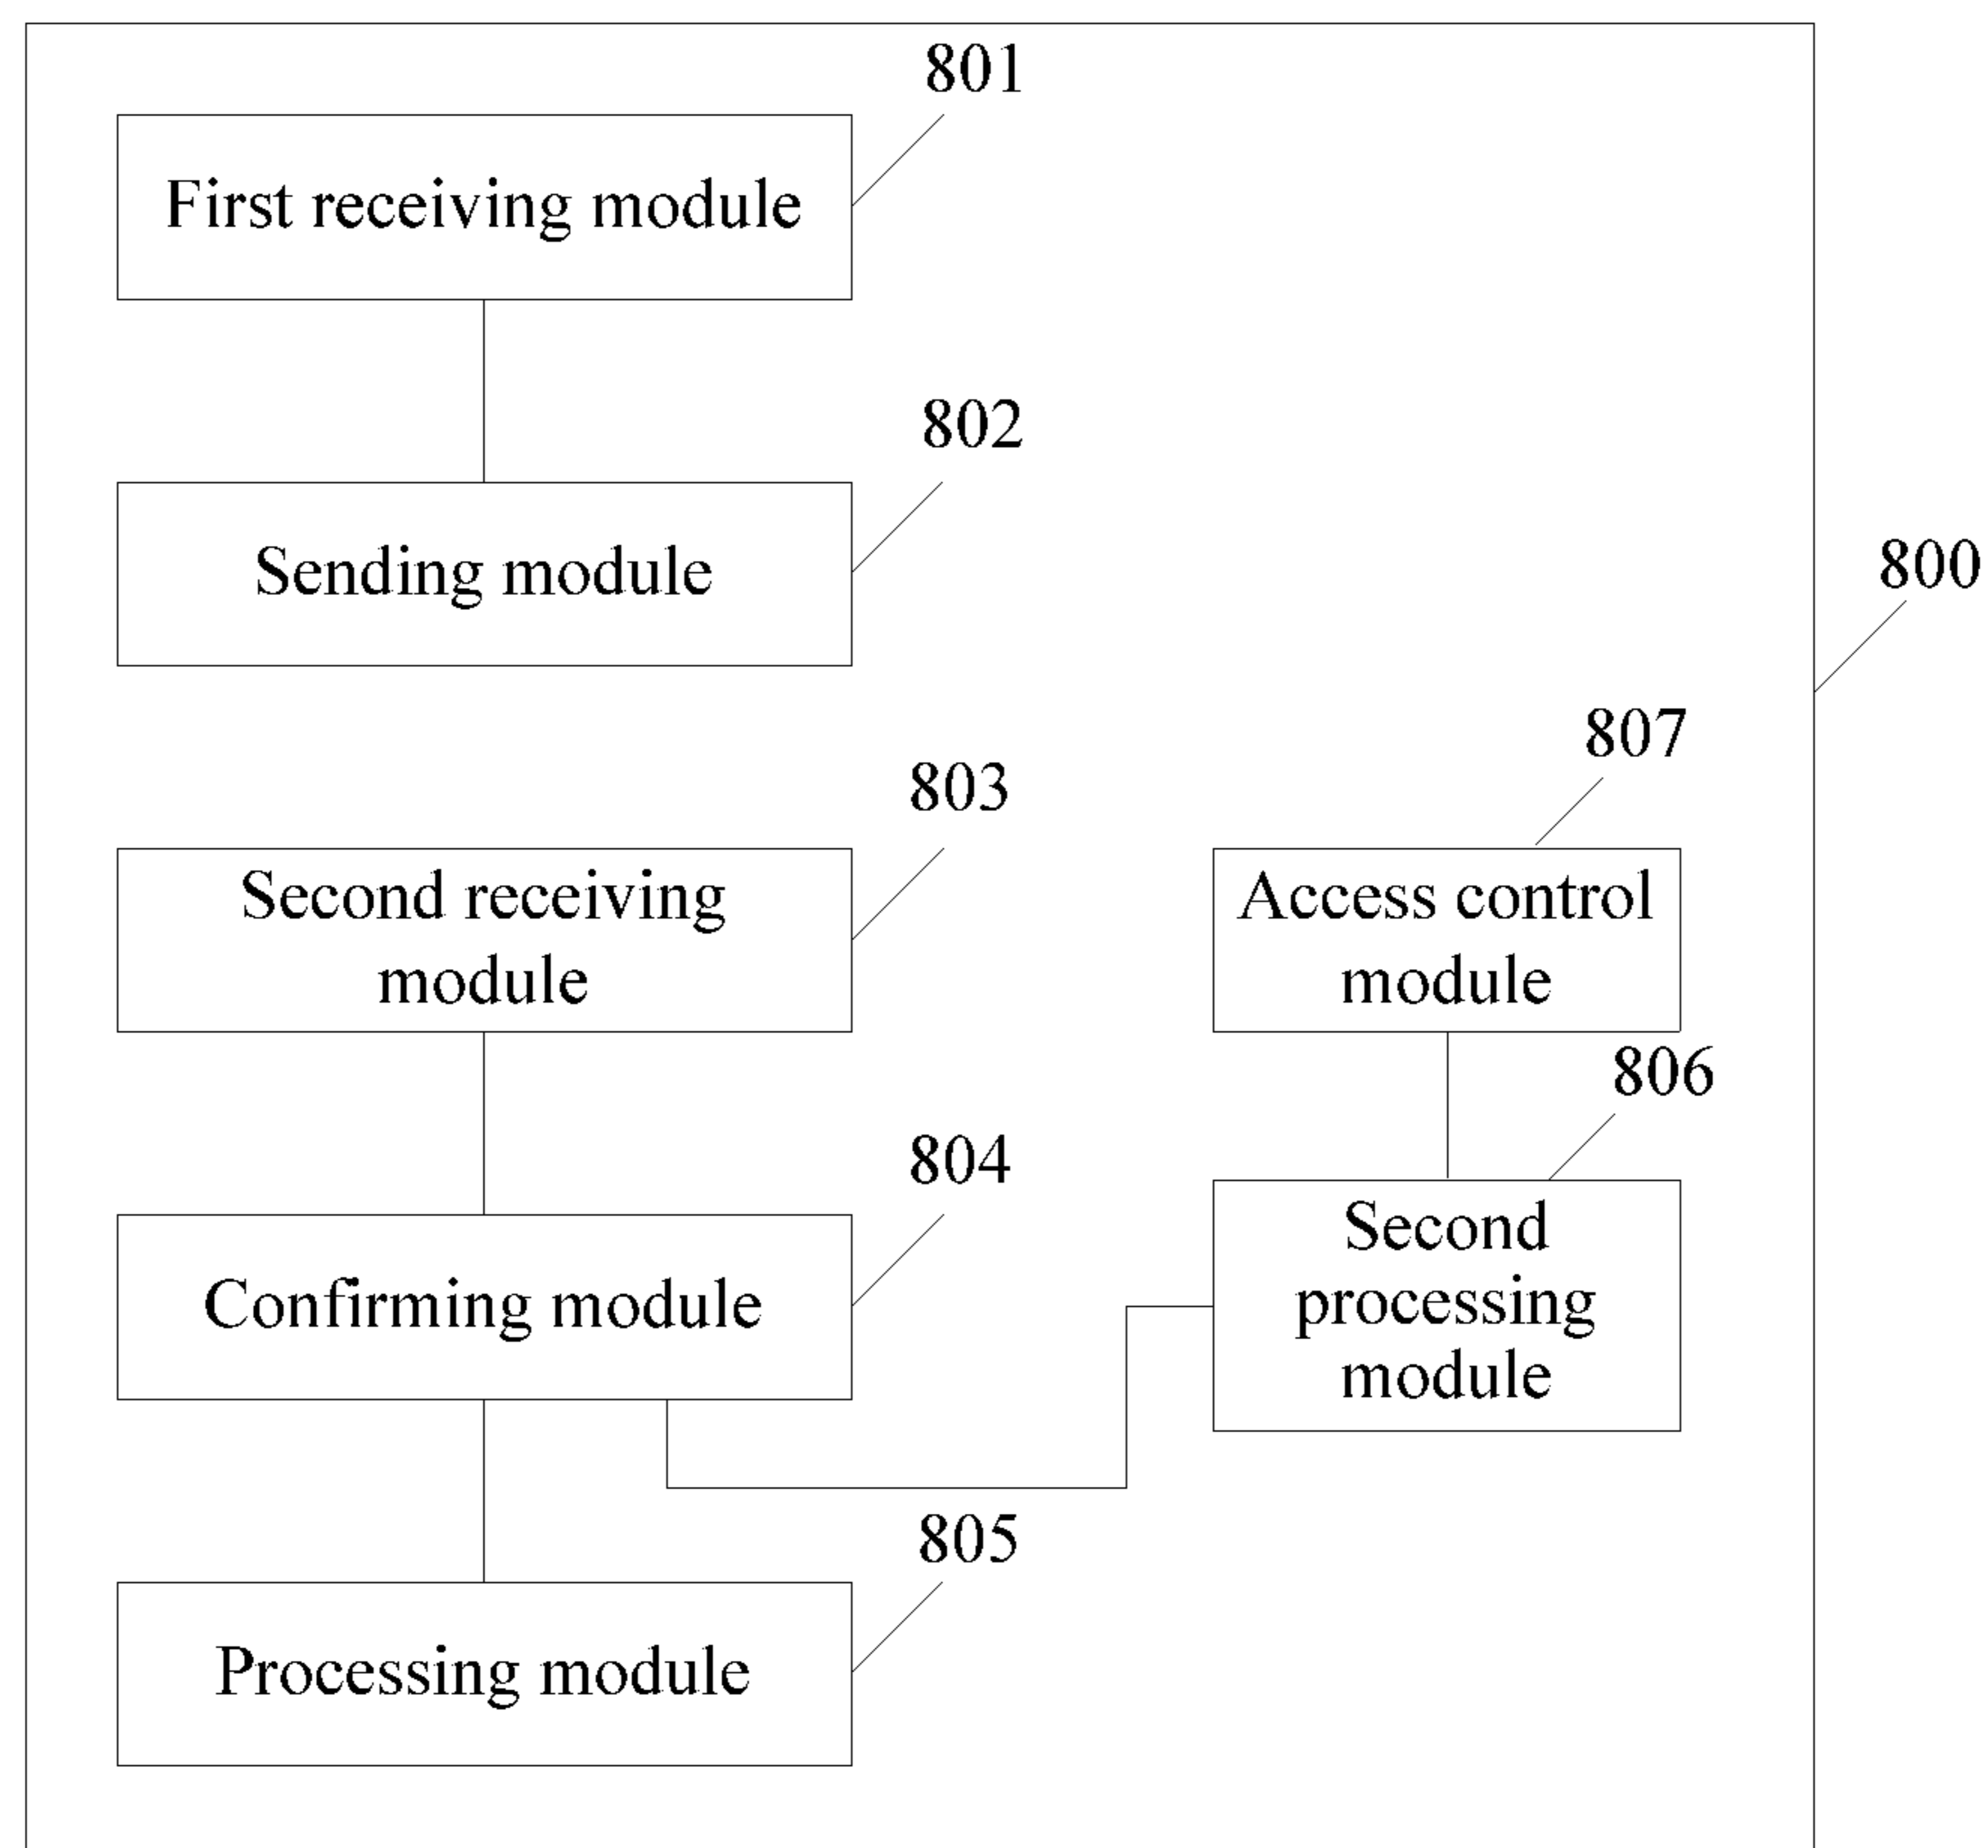 801
First receiving module
802
Sending module
800
807
803
Second receiving
module
Access control
module
806
804
Confirming module
Second
processing
module
805
Processing module